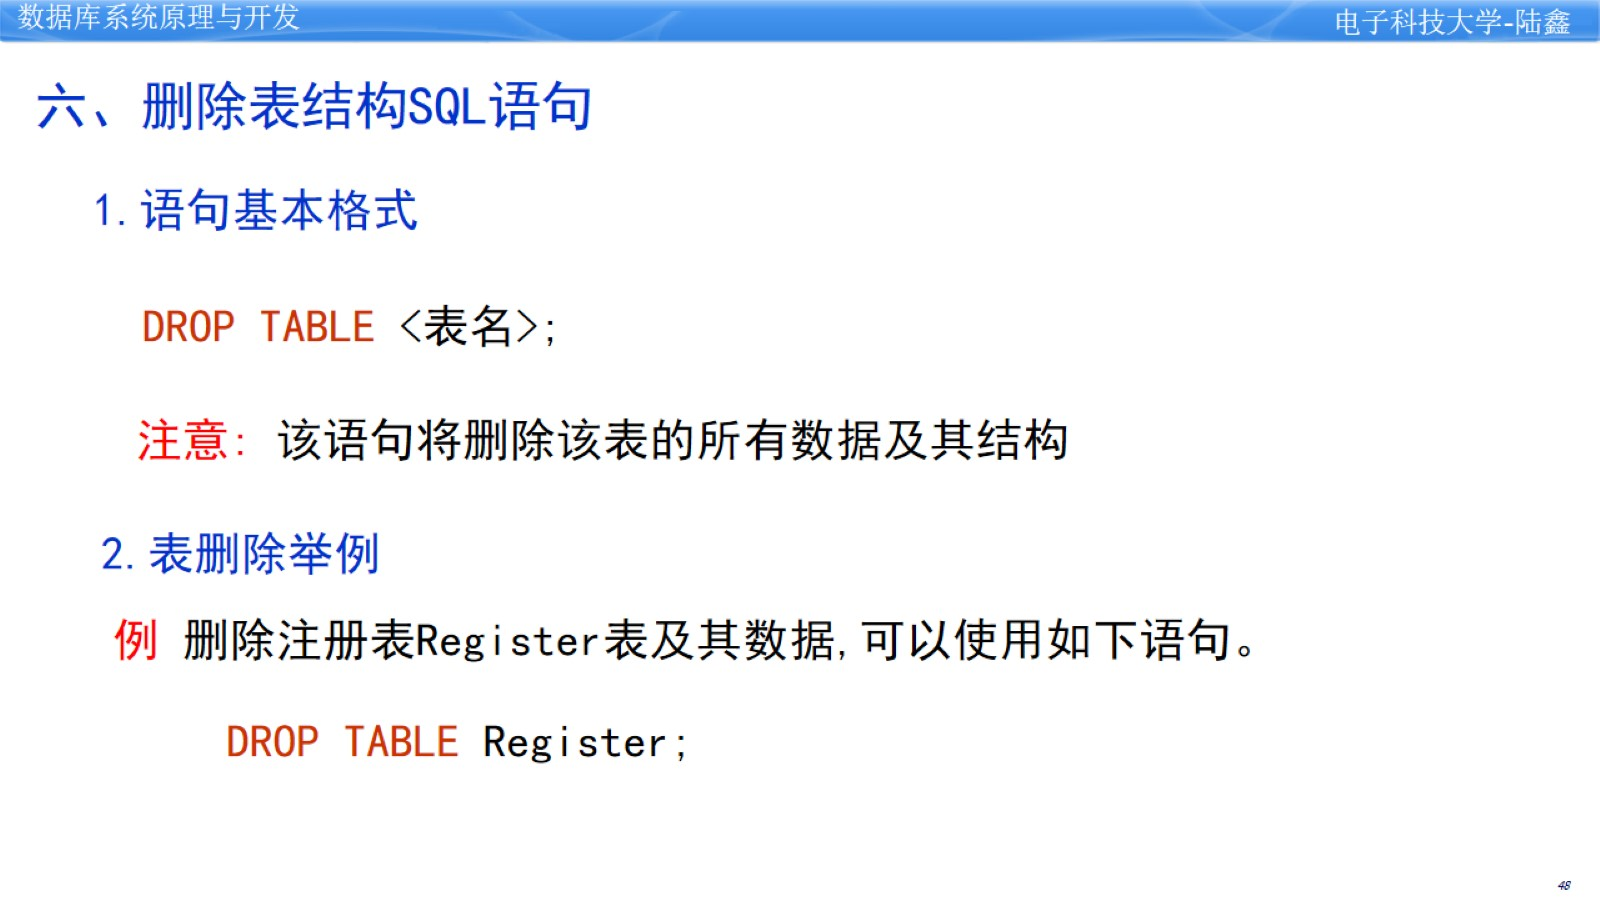 数据库系统原理与开发
电子科技大学-陆鑫
六、删除表结构SQL语句
1.语句基本格式
DROP TABLE <表名>;
注意: 该语句将删除该表的所有数据及其结构
2.表删除举例
例 删除注册表Register表及其数据,可以使用如下语句。
DROP TABLE Register;
48